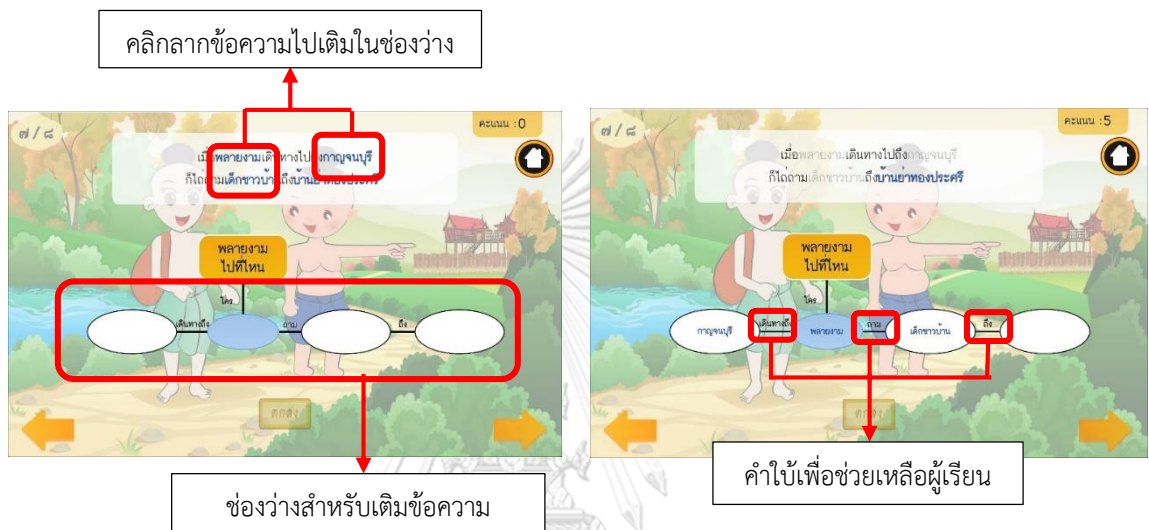 คลิกลากข้อความไปเติมในช่องว่าง
๗/๘
คะแนน :0
เมื่อพลายงามเดินทางไปถึงกาญจนบุรี
ก็ไถ่ถามเด็กชาวบ้านถึงบ้านย่าทองประศรี
พลายงาม
ไปที่ไหน
ใคร
เดินทางถึง
ถาม
ถึง
ตกลง
ช่องว่างสำหรับเติมข้อความ
๗/๘
คะแนน :5
เมื่อพลายงามเดินทางไปถึงกาญจนบุรี
ก็ไถ่ถามเด็กชาวบ้านถึงบ้านย่าทองประศรี
พลายงาม
ไปที่ไหน
ใคร
กาญจนบุรี
เดินทางถึง
พลายงาม
ถาม
เด็กชาวบ้าน
ถึง
ตกลง
คำใบ้เพื่อช่วยเหลือผู้เรียน